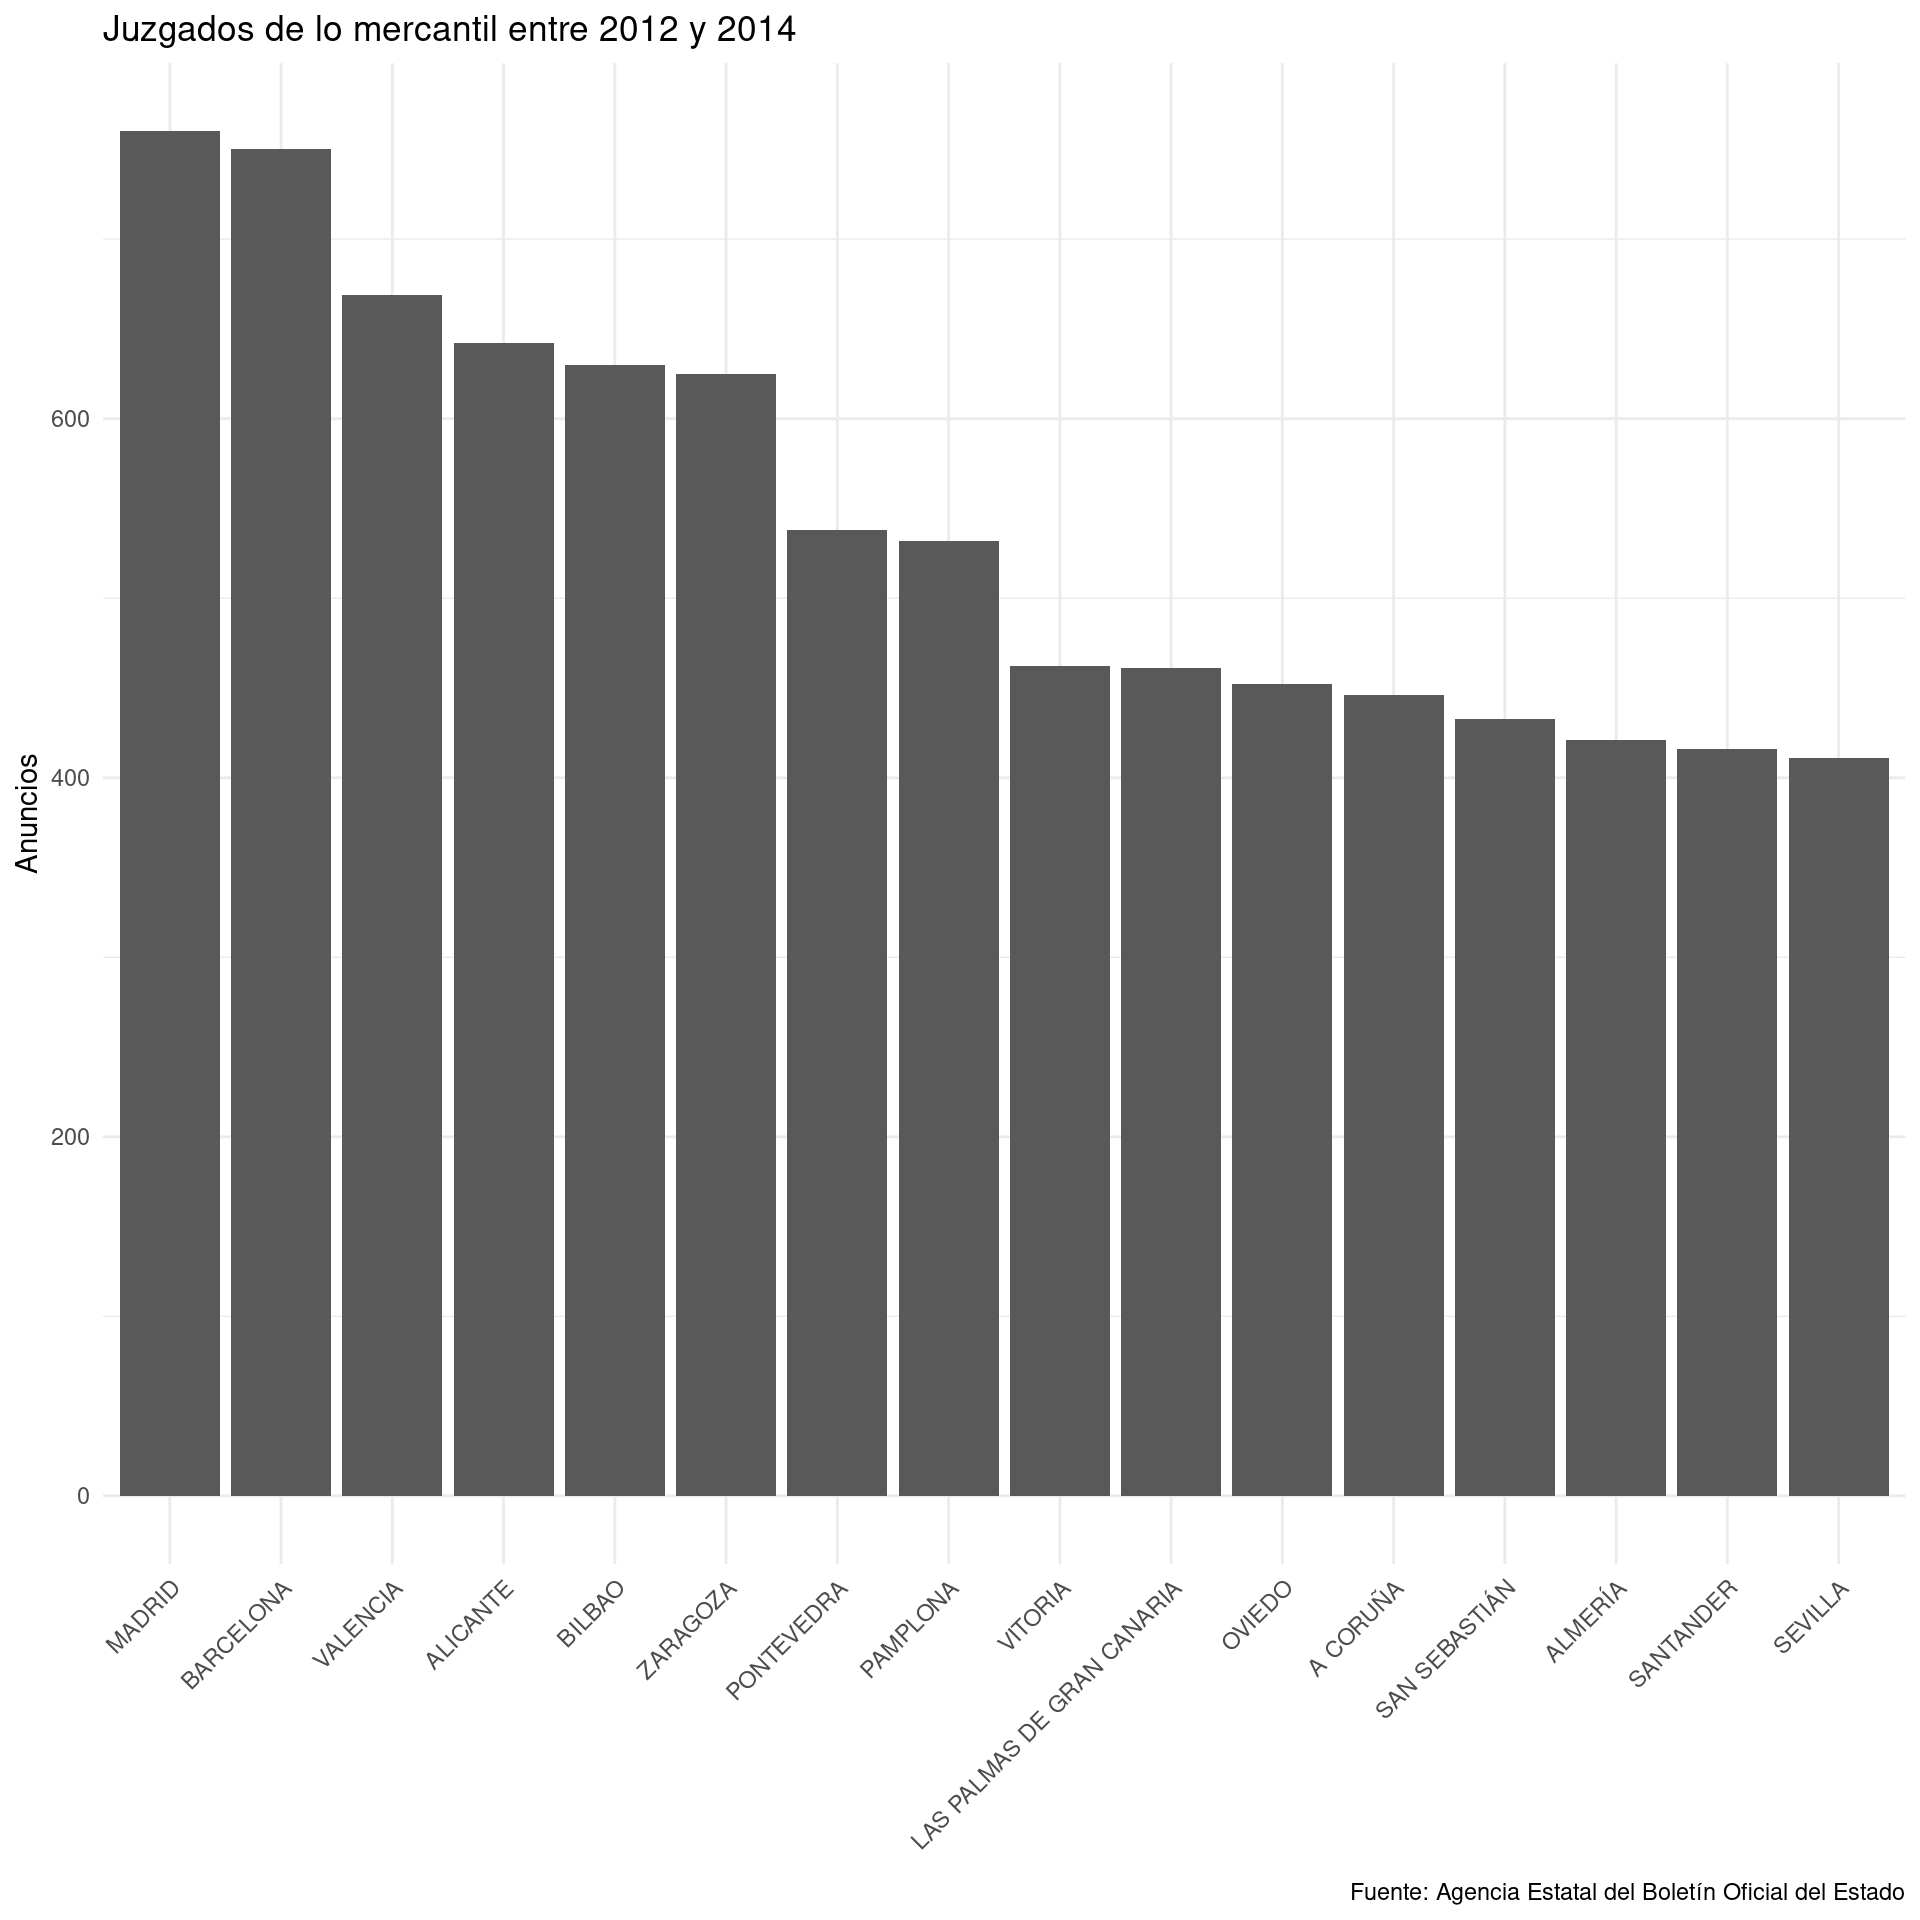 Juzgados de lo mercantil entre 2012 y 2014
Anuncios
600
400
200
0
MADRID
BARCELONA
VALENCIA
ALICANTE
BILBAO
ZARAGOZA
PONTEVEDRA
PAMPLONA
VITORIA
LAS PALMAS DE GRAN CANARIA
OVIEDO
A CORUÑA
SAN SEBASTIÁN
ALMERÍA
SANTANDER
SEVILLA
Fuente: Agencia Estatal del Boletín Oficial del Estado